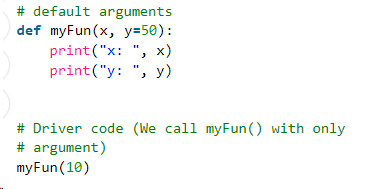 # default arguments
def myFun(x, y=50):
    print("x: ", x)
    print("y: ", y)
# Driver code (We call myFun() with only
# argument)
myFun(10)